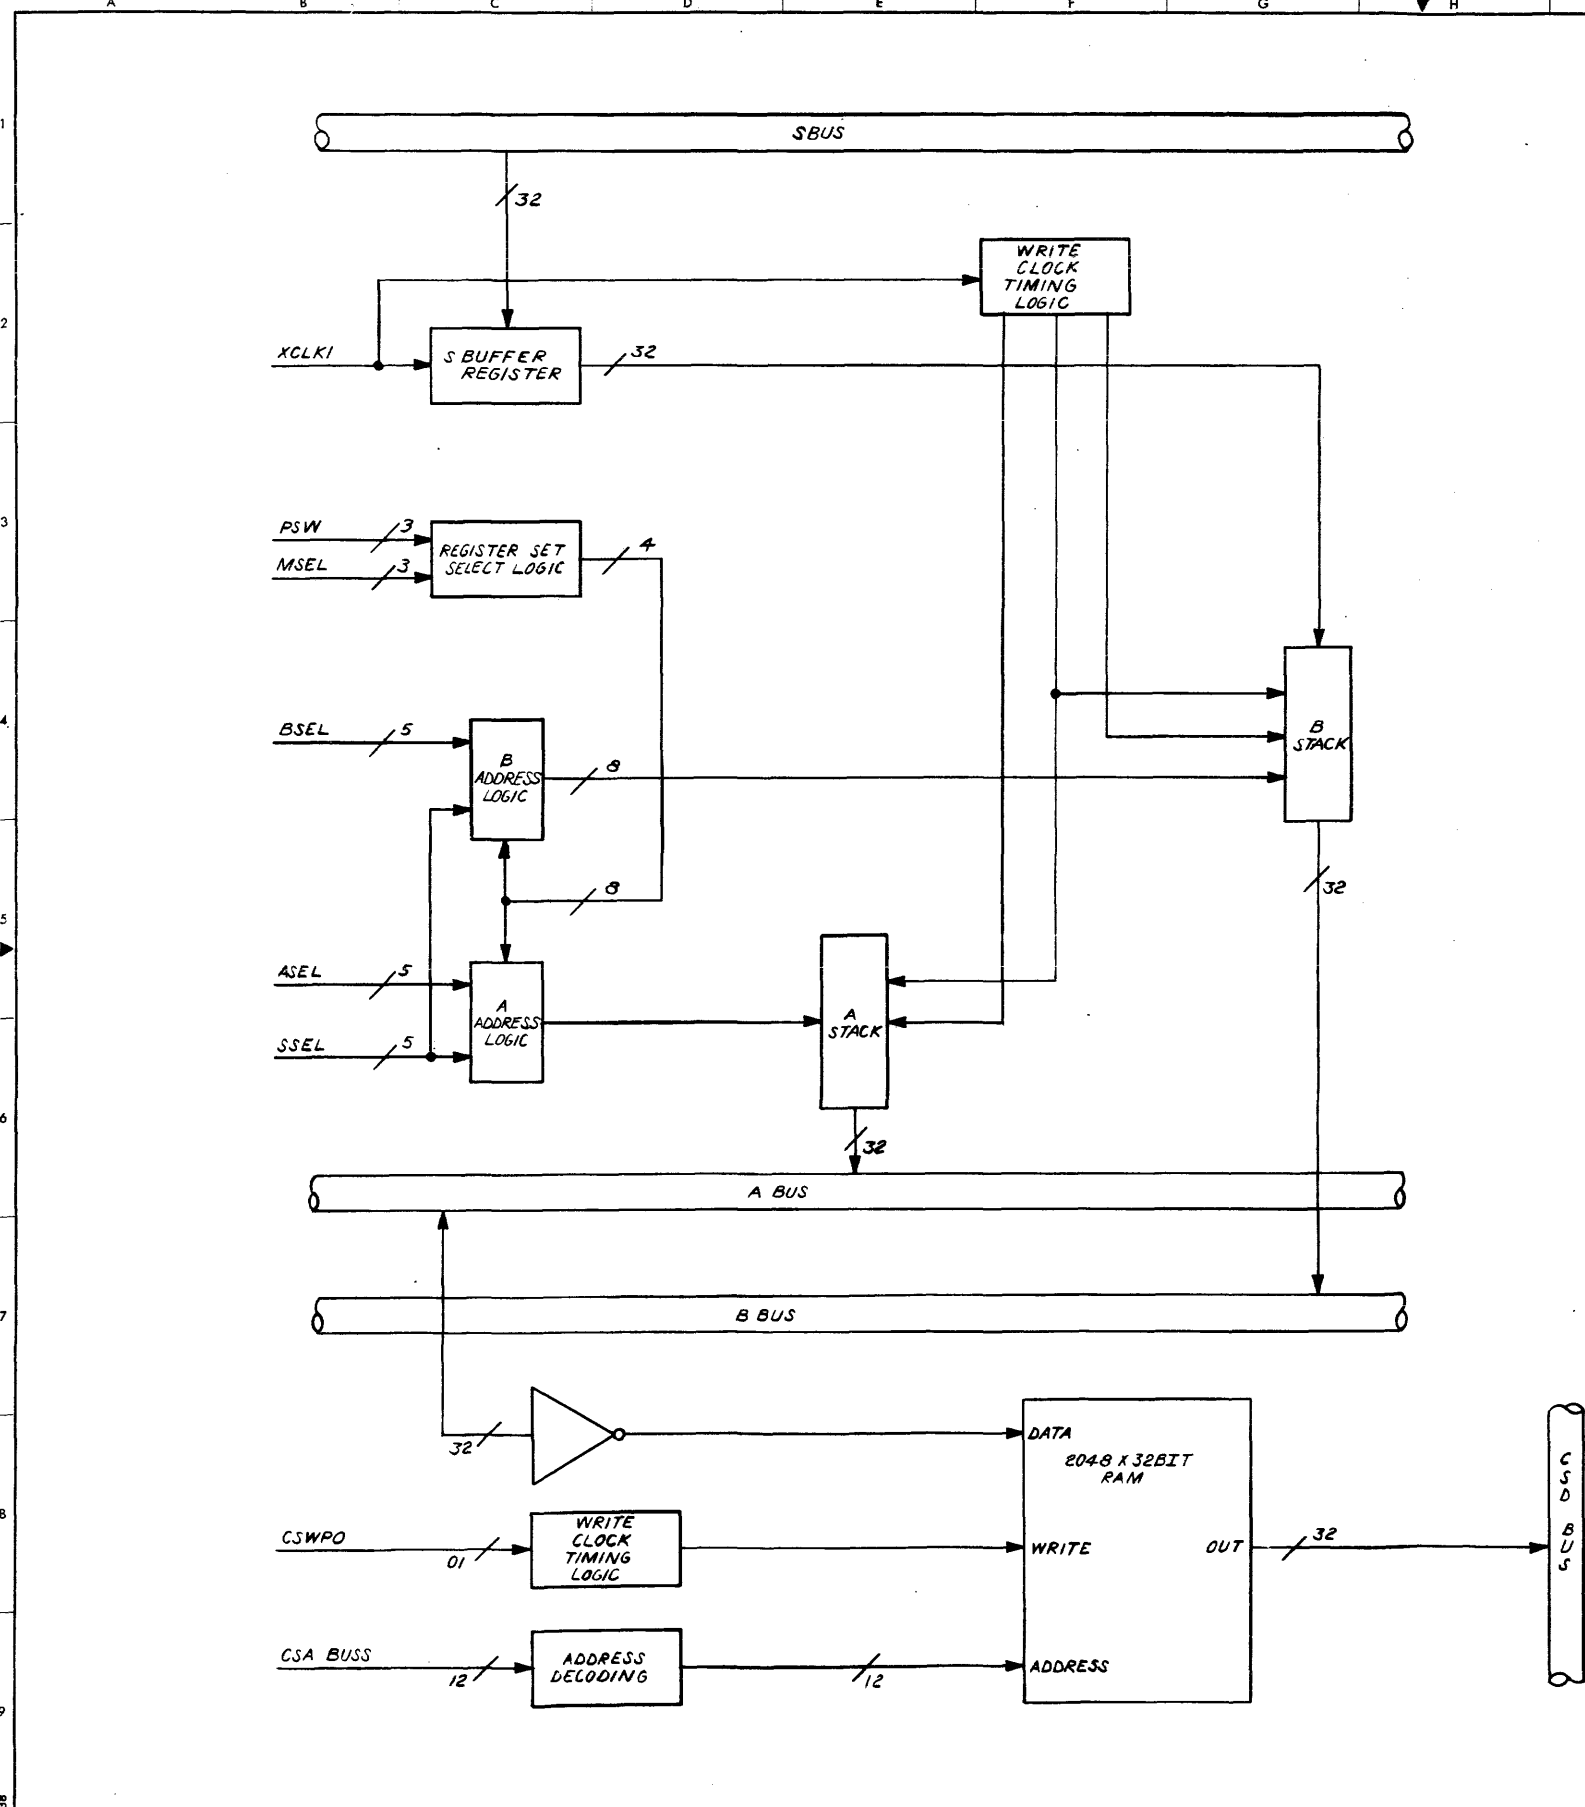 A B C D E F G H
1
SBUS
32
WRITE
CLOCK
TIMING
LOGIC
2
XCLK1
S BUFFER
REGISTER
32
3
PSW
3
MSEL
3
REGISTER SET
SELECT LOGIC
4
4
BSEL
5
B
ADDRESS
LOGIC
8
B
STACK
8
32
5
ASEL
5
A
ADDRESS
LOGIC
A
STACK
SSEL
5
6
32
A BUS
7
B BUS
32
DATA
2048 X 32BIT
RAM
CSD BUS
8
CSWPO
01
WRITE
CLOCK
TIMING
LOGIC
WRITE
OUT
32
CSA BUSS
12
ADDRESS
DECODING
12
ADDRESS
9